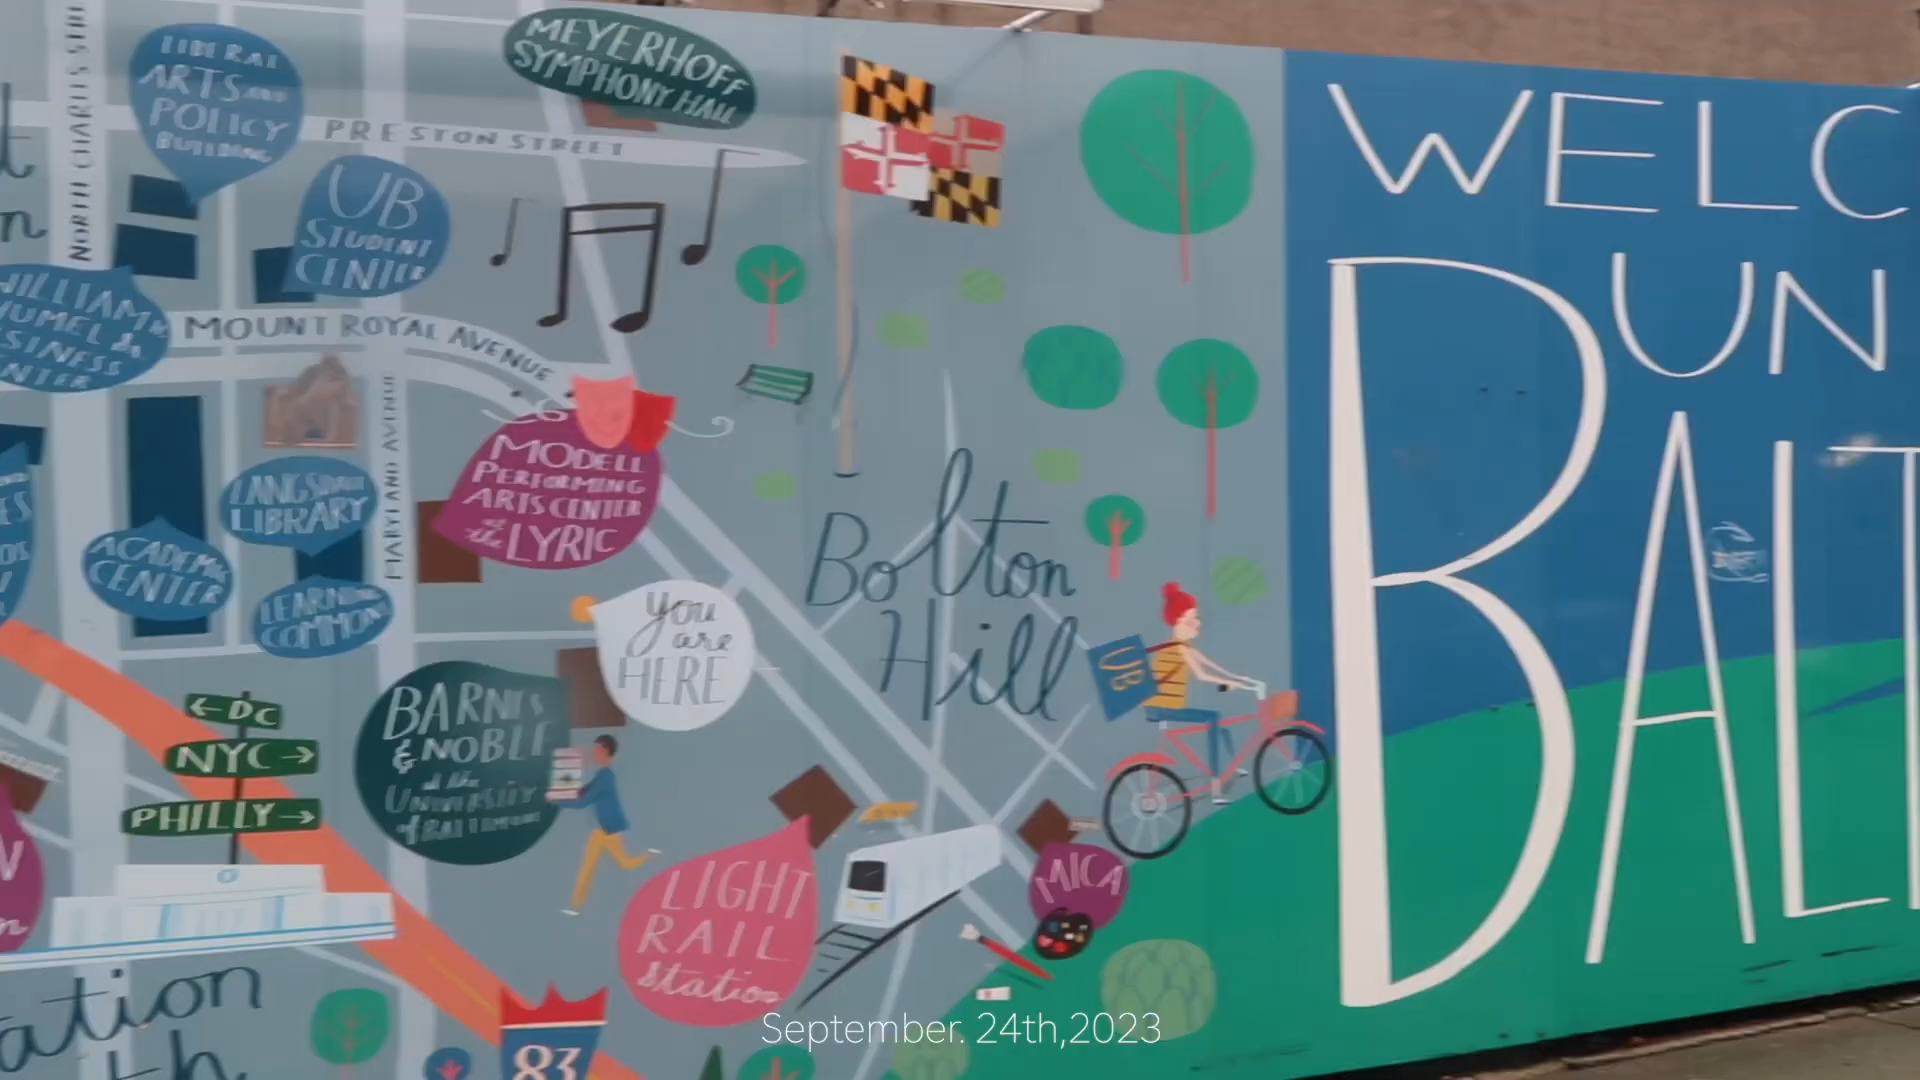 NORTH CHARLES STR
LIBERAL
ARTS AND
POLICY
BUILDING
MEYERHOFF
SYMPHONY HALL
PRESTON STREET
UB
STUDENT
CENTER
MOUNT ROYAL AVENUE
MARYLAND AVENUE
LANGSDALE
LIBRARY
ACADEMIC
CENTER
LEARNING
COMMONS
MODELL
PERFORMING
ARTS CENTER
at the LYRIC
you
are
HERE
Bolton
Hill
UB
BARNES
& NOBLE
at the
UNIVERSITY
of BALTIMORE
← DC
NYC →
PHILLY →
LIGHT
RAIL
Station
MICA
83
WELC
UN
BALT
September. 24th,2023